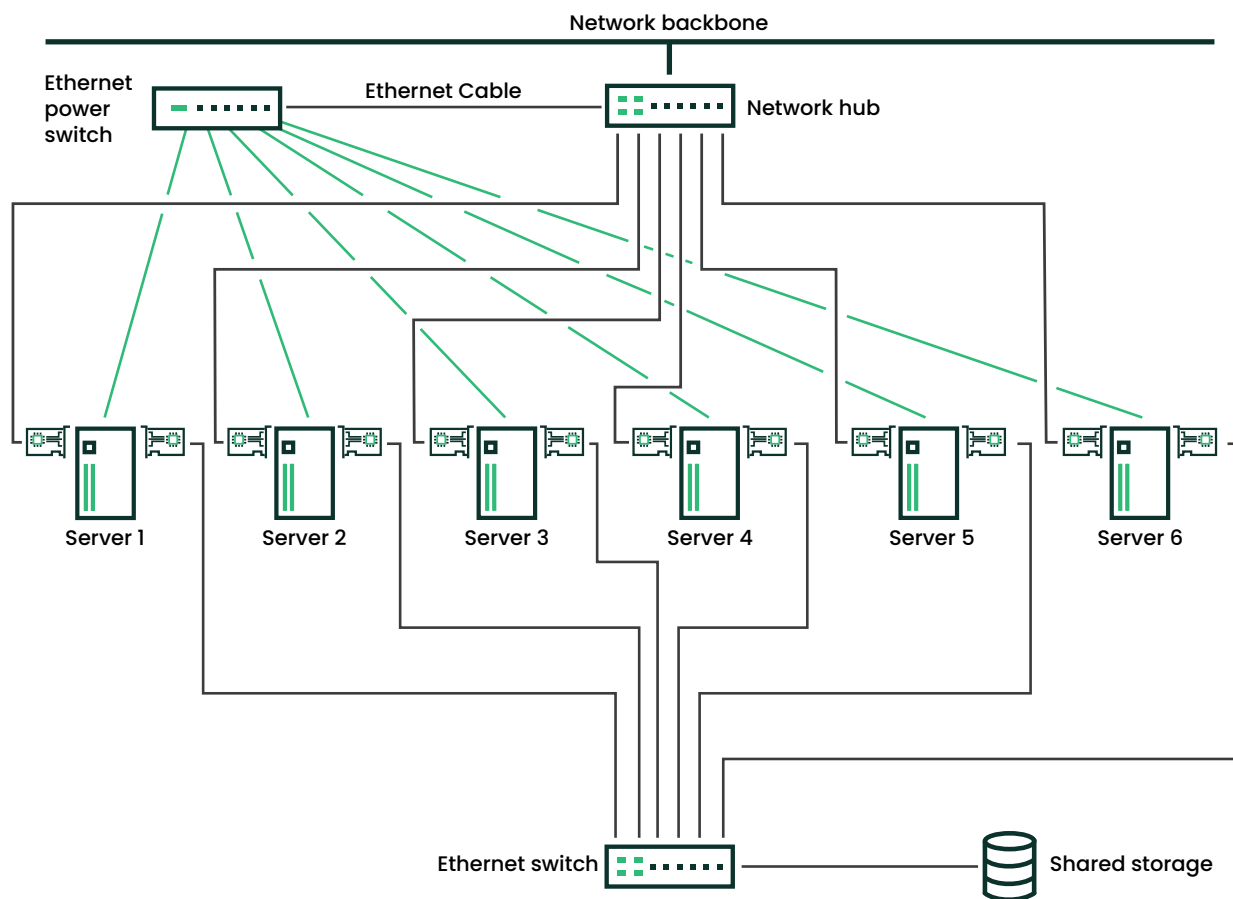 Network backbone
Ethernet
power
switch
Ethernet Cable
Network hub
Server 1
Server 2
Server 3
Server 4
Server 5
Server 6
Ethernet switch
Shared storage